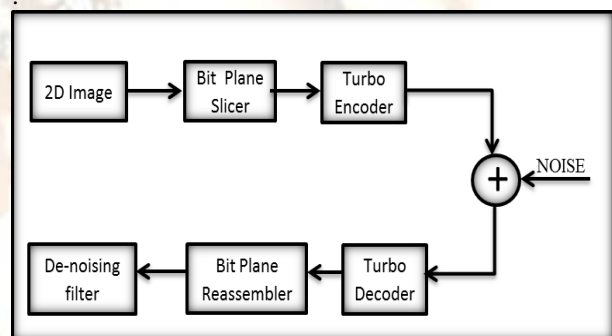 2D Image
Bit Plane
Slicer
Turbo
Encoder
+
NOISE
De-noising
filter
Bit Plane
Reassembler
Turbo
Decoder